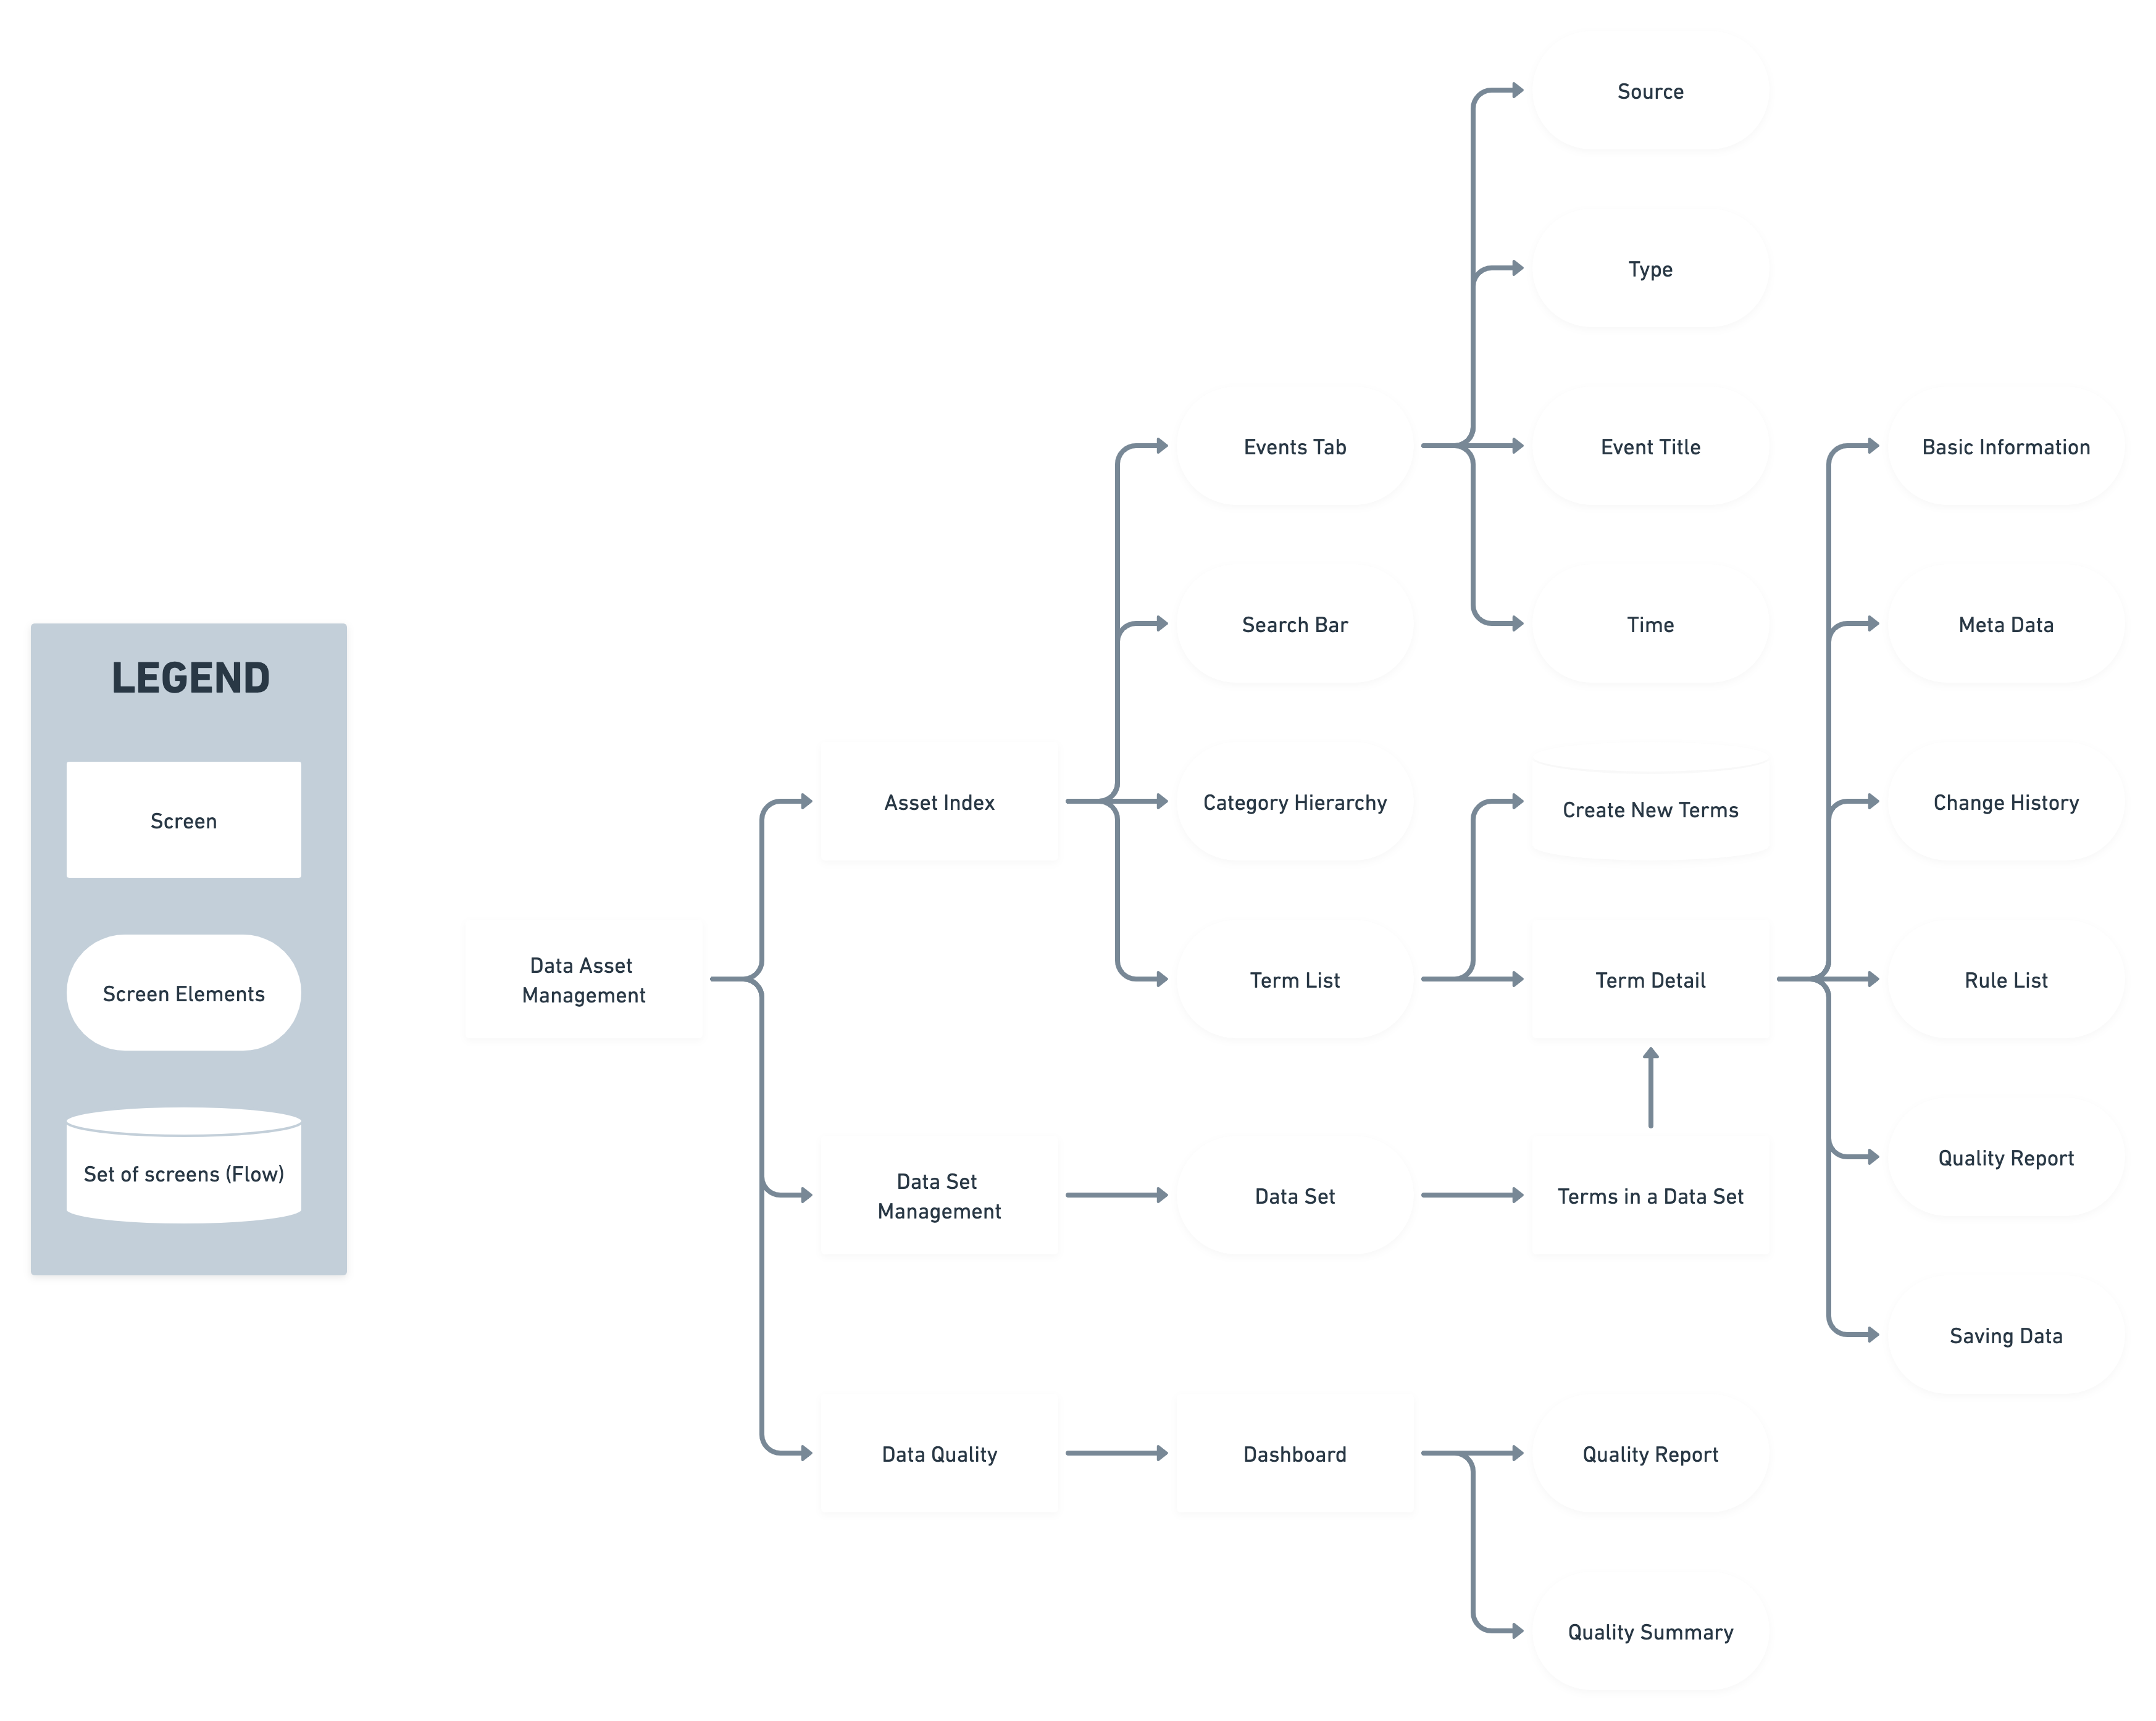 LEGEND
Screen
Screen Elements
Set of screens (Flow)
Data Asset
Management
Asset Index
Data Set
Management
Data Quality
Events Tab
Search Bar
Category Hierarchy
Term List
Data Set
Dashboard
Source
Type
Event Title
Time
Create New Terms
Term Detail
Terms in a Data Set
Quality Report
Quality Summary
Basic Information
Meta Data
Change History
Rule List
Quality Report
Saving Data